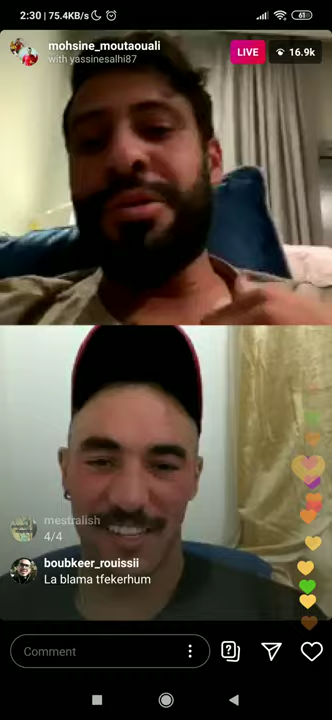 2:30 | 75.4KB/s
61
mohsine_moutaouali
with yassinesalhi87
LIVE
16.9k
mestralish
4/4
boubkeer_rouissii
La blama tfekerhum
Comment